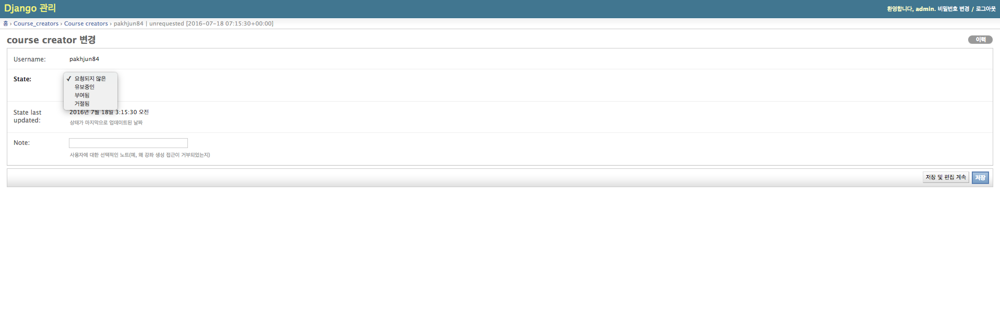 Django 관리
환영합니다, admin. 비밀번호 변경 / 로그아웃
홈 › Course_creators › Course creators › pakhjun84 | unrequested [2016-07-18 07:15:30+00:00]
course creator 변경
이력
Username: pakhjun84
State:
✓ 요청되지 않은
유보중인
부여됨
거절됨
State last updated: 2016년 7월 18일 3:15:30 오전
상태가 마지막으로 업데이트된 날짜
Note:
사용자에 대한 선택적인 노트(예, 왜 강좌 생성 접근이 거부되었는지)
저장 및 편집 계속 저장